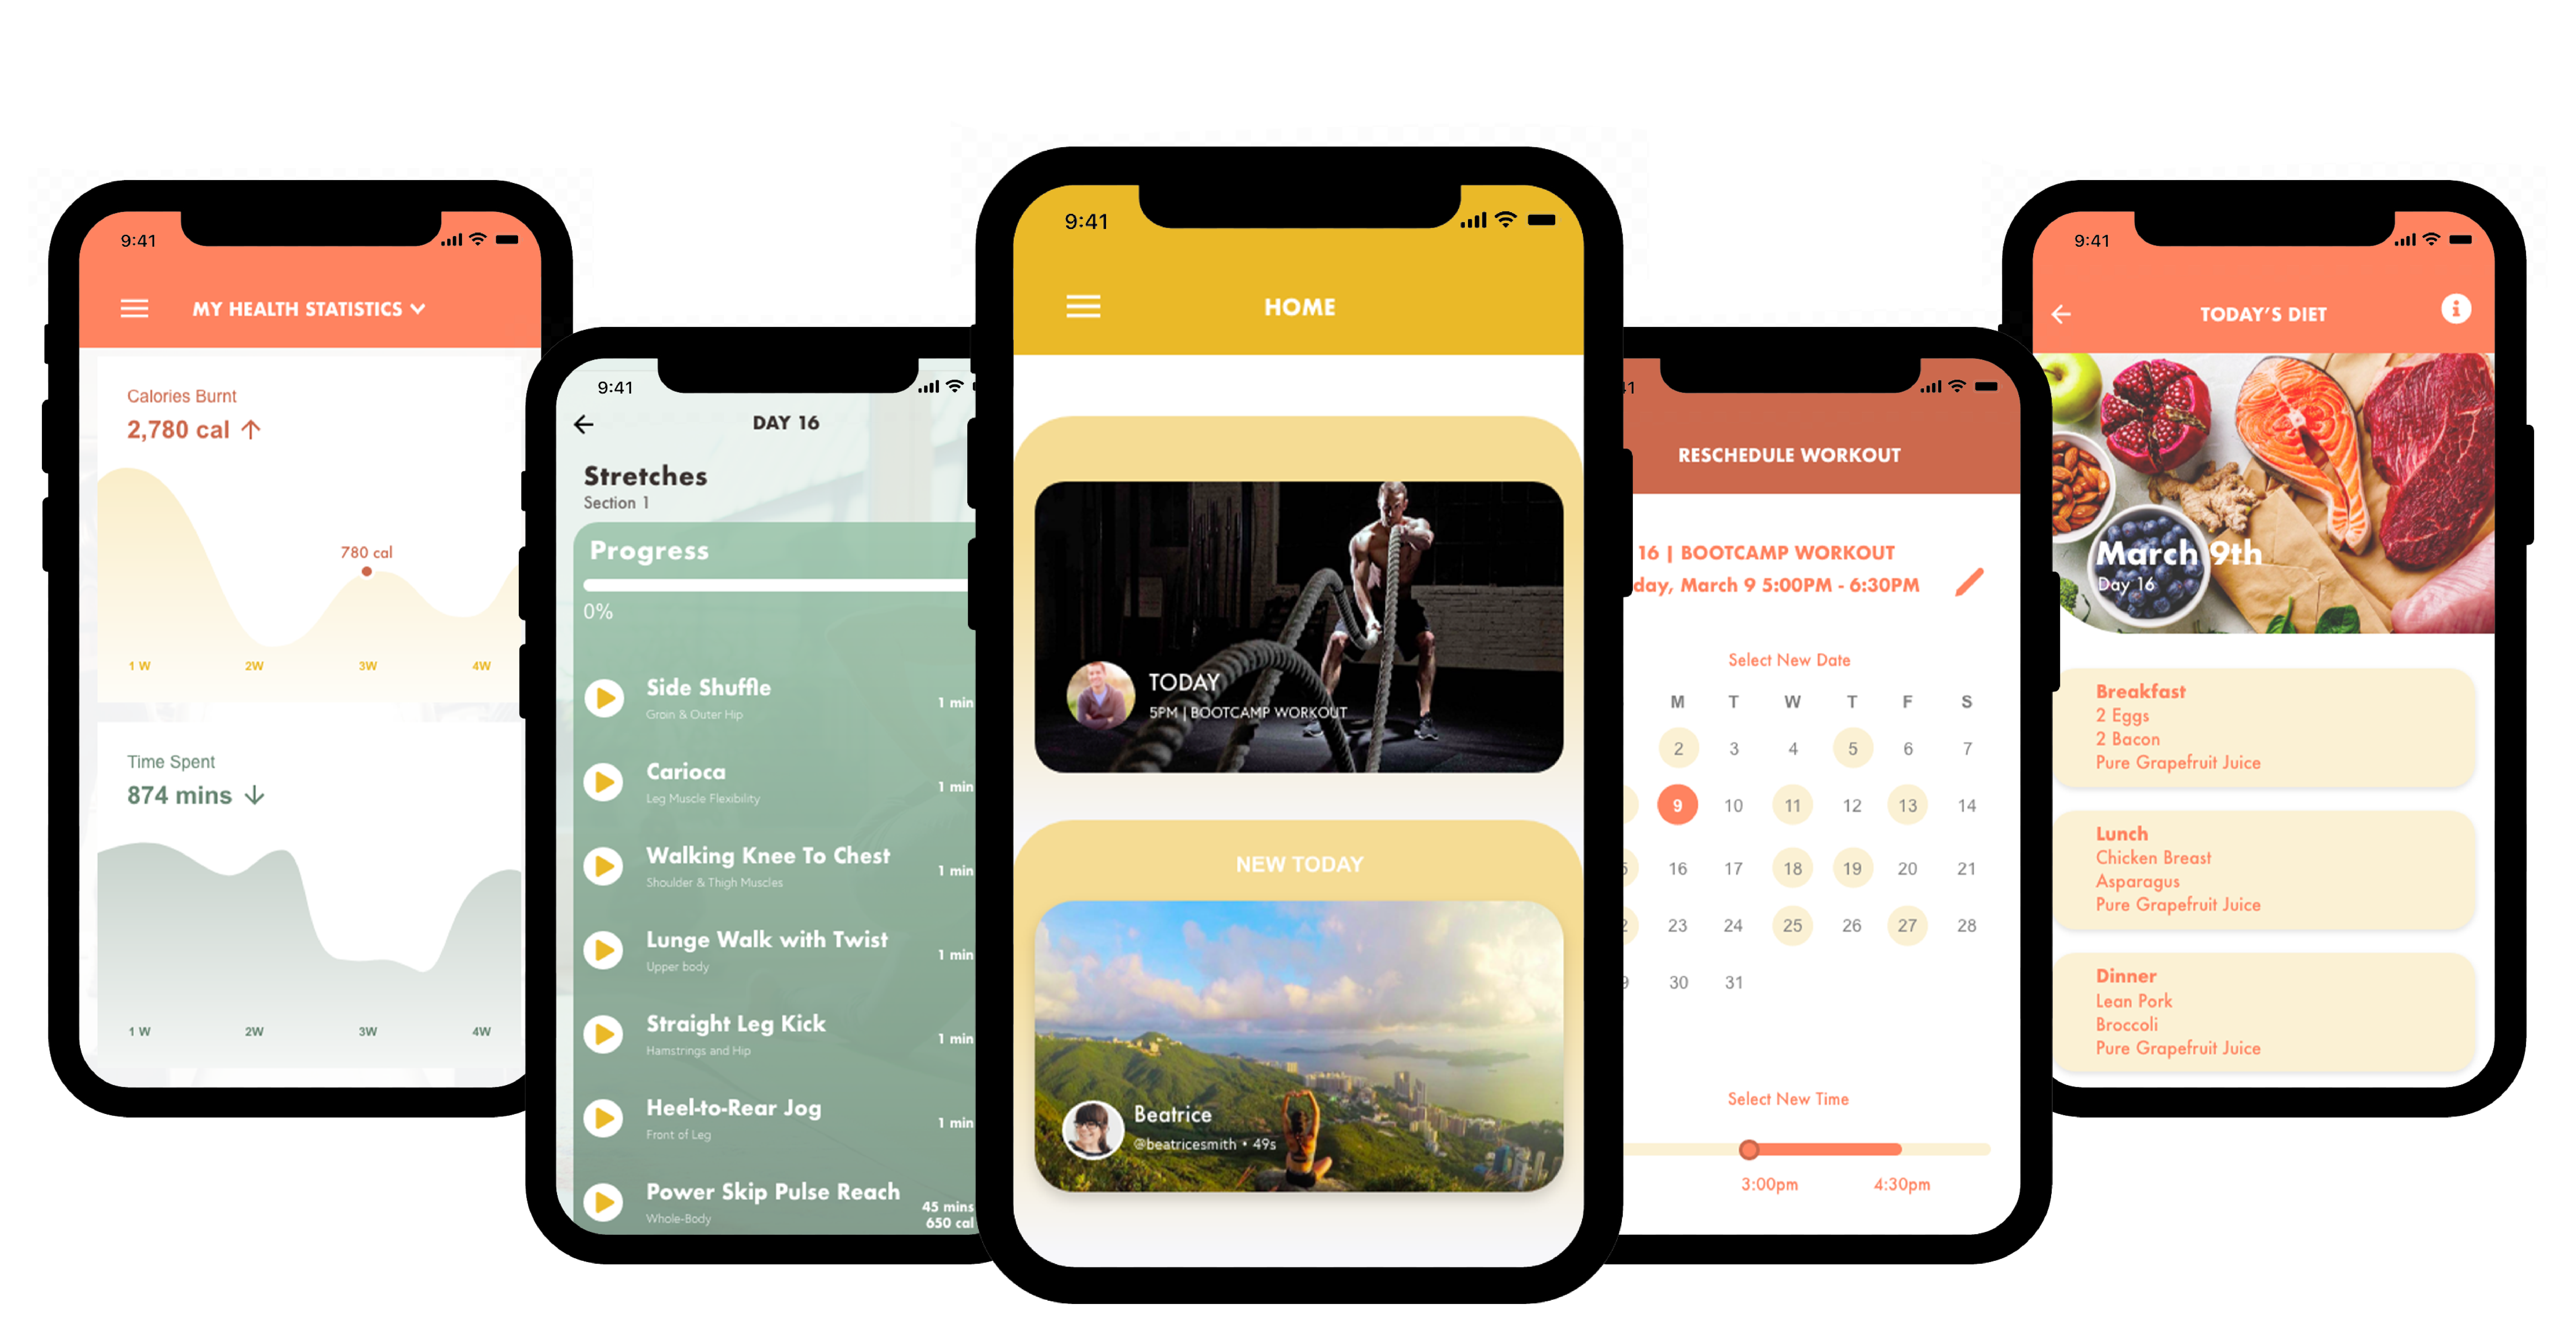 9:41
MY HEALTH STATISTICS
Calories Burnt
2,780 cal
780 cal
1 W 2W 3W 4W
Time Spent
874 mins
1 W 2W 3W 4W
9:41
DAY 16
Stretches
Section 1
Progress
0%
Side Shuffle
Groin & Outer Hip
1 min
Carioca
Leg Muscle Flexibility
1 min
Walking Knee To Chest
Shoulder & Thigh Muscles
1 min
Lunge Walk with Twist
Upper body
1 min
Straight Leg Kick
Hamstrings and Hip
1 min
Heel-to-Rear Jog
Front of Leg
1 min
Power Skip Pulse Reach
Whole-Body
45 mins
650 cal
9:41
HOME
TODAY
5PM | BOOTCAMP WORKOUT
NEW TODAY
Beatrice
@beatricesmith • 49s
RESCHEDULE WORKOUT
16 | BOOTCAMP WORKOUT
day, March 9 5:00PM - 6:30PM
Select New Date
M T W T F S
2 3 4 5 6 7
9 10 11 12 13 14
16 17 18 19 20 21
23 24 25 26 27 28
30 31
Select New Time
3:00pm 4:30pm
9:41
TODAY'S DIET
March 9th
Day 16
Breakfast
2 Eggs
2 Bacon
Pure Grapefruit Juice
Lunch
Chicken Breast
Asparagus
Pure Grapefruit Juice
Dinner
Lean Pork
Broccoli
Pure Grapefruit Juice